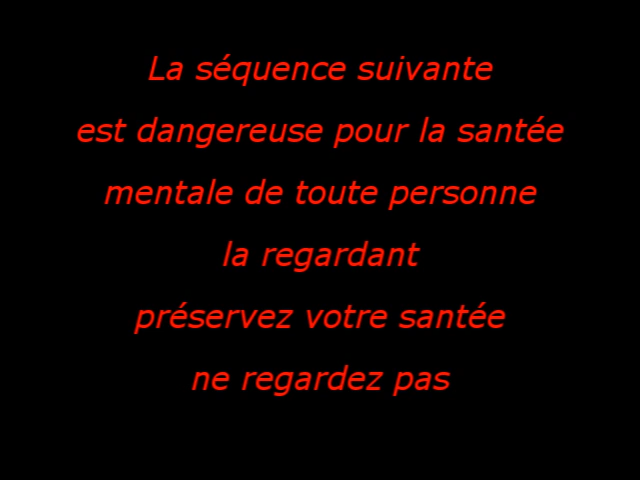 La séquence suivante
est dangereuse pour la santée
mentale de toute personne
la regardant
préservez votre santée
ne regardez pas